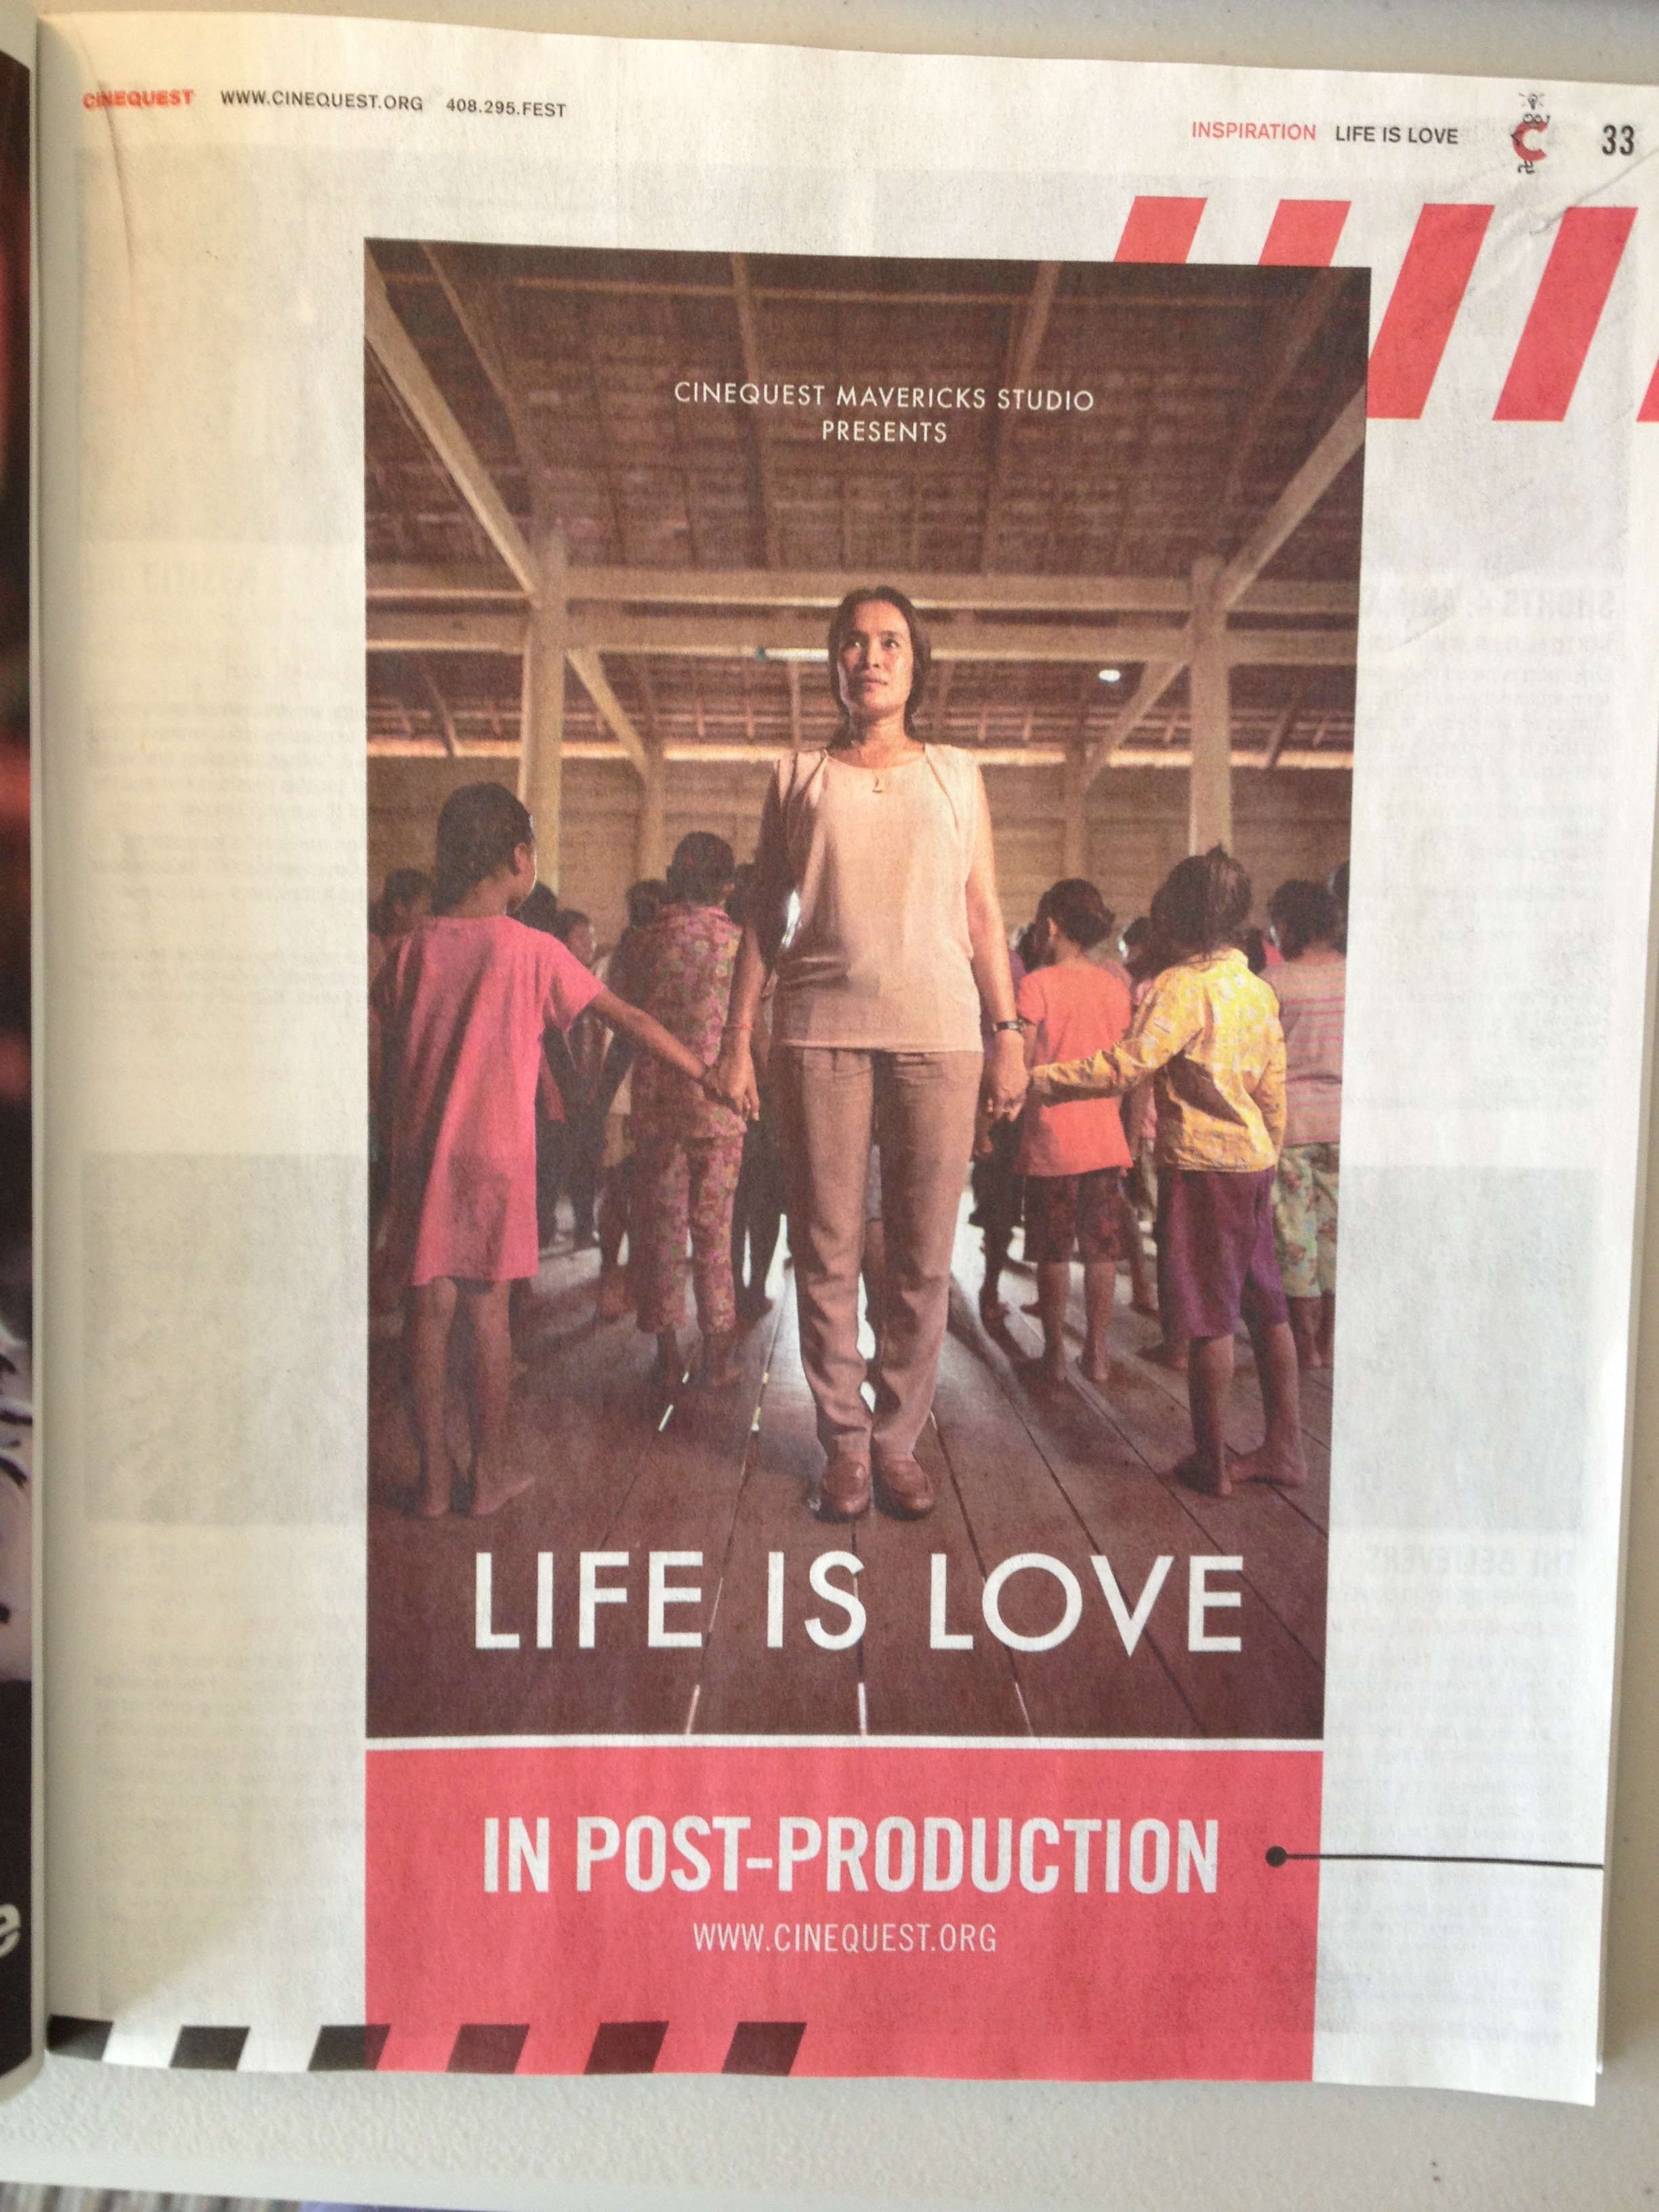 CINEQUEST WWW.CINEQUEST.ORG 408.295.FEST
INSPIRATION LIFE IS LOVE C 33
CINEQUEST MAVERICKS STUDIO
PRESENTS
LIFE IS LOVE
IN POST-PRODUCTION
WWW.CINEQUEST.ORG